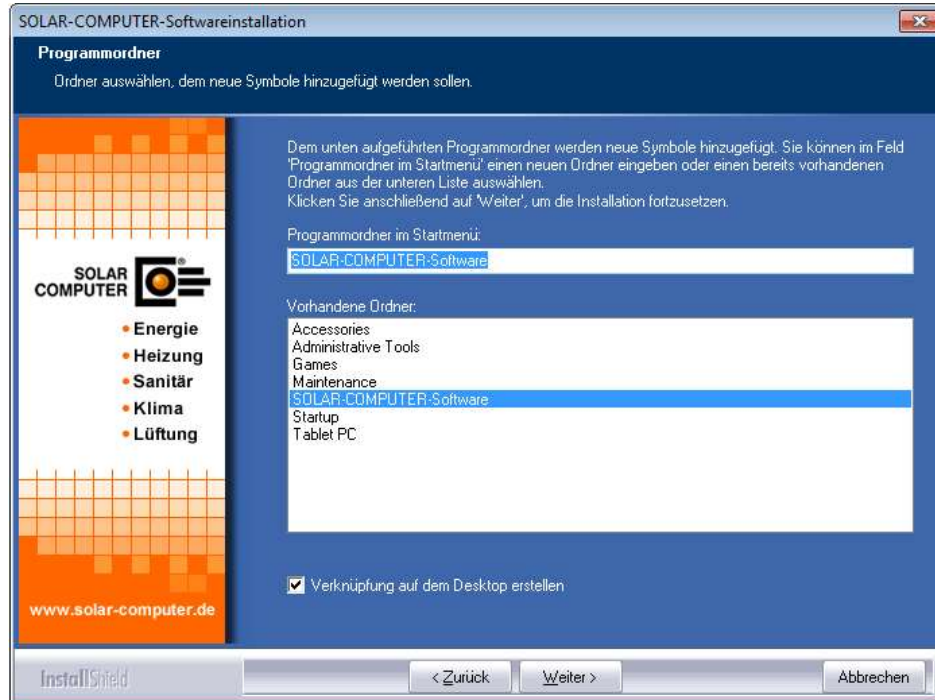 SOLAR-COMPUTER-Softwareinstallation
Programmordner
Ordner auswählen, dem neue Symbole hinzugefügt werden sollen.
Dem unten aufgeführten Programmordner werden neue Symbole hinzugefügt. Sie können im Feld
'Programmordner im Startmenü' einen neuen Ordner eingeben oder einen bereits vorhandenen
Ordner aus der unteren Liste auswählen.
Klicken Sie anschließend auf 'Weiter', um die Installation fortzusetzen.
Programmordner im Startmenü:
SOLAR-COMPUTER-Software
Vorhandene Ordner:
Accessories
Administrative Tools
Games
Maintenance
SOLAR-COMPUTER-Software
Startup
Tablet PC
Verknüpfung auf dem Desktop erstellen
SOLAR
COMPUTER
®
• Energie
• Heizung
• Sanitär
• Klima
• Lüftung
www.solar-computer.de
InstallShield
< Zurück
Weiter >
Abbrechen